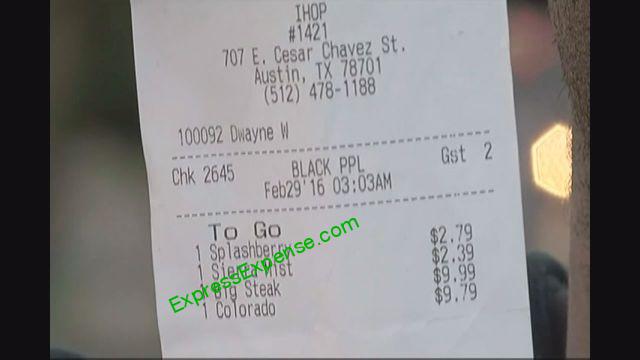 IHOP
#1421
707 E. Cesar Chavez St.
Austin, TX 78701
(512) 478-1188
100092 Dwayne W
Chk 2645 BLACK PPL Gst 2
Feb29'16 03:03AM
To Go
1 Splashberry $2.79
1 Sierra Mist $2.39
1 Big Steak $9.99
1 Colorado $9.79
ExpressExpense.com